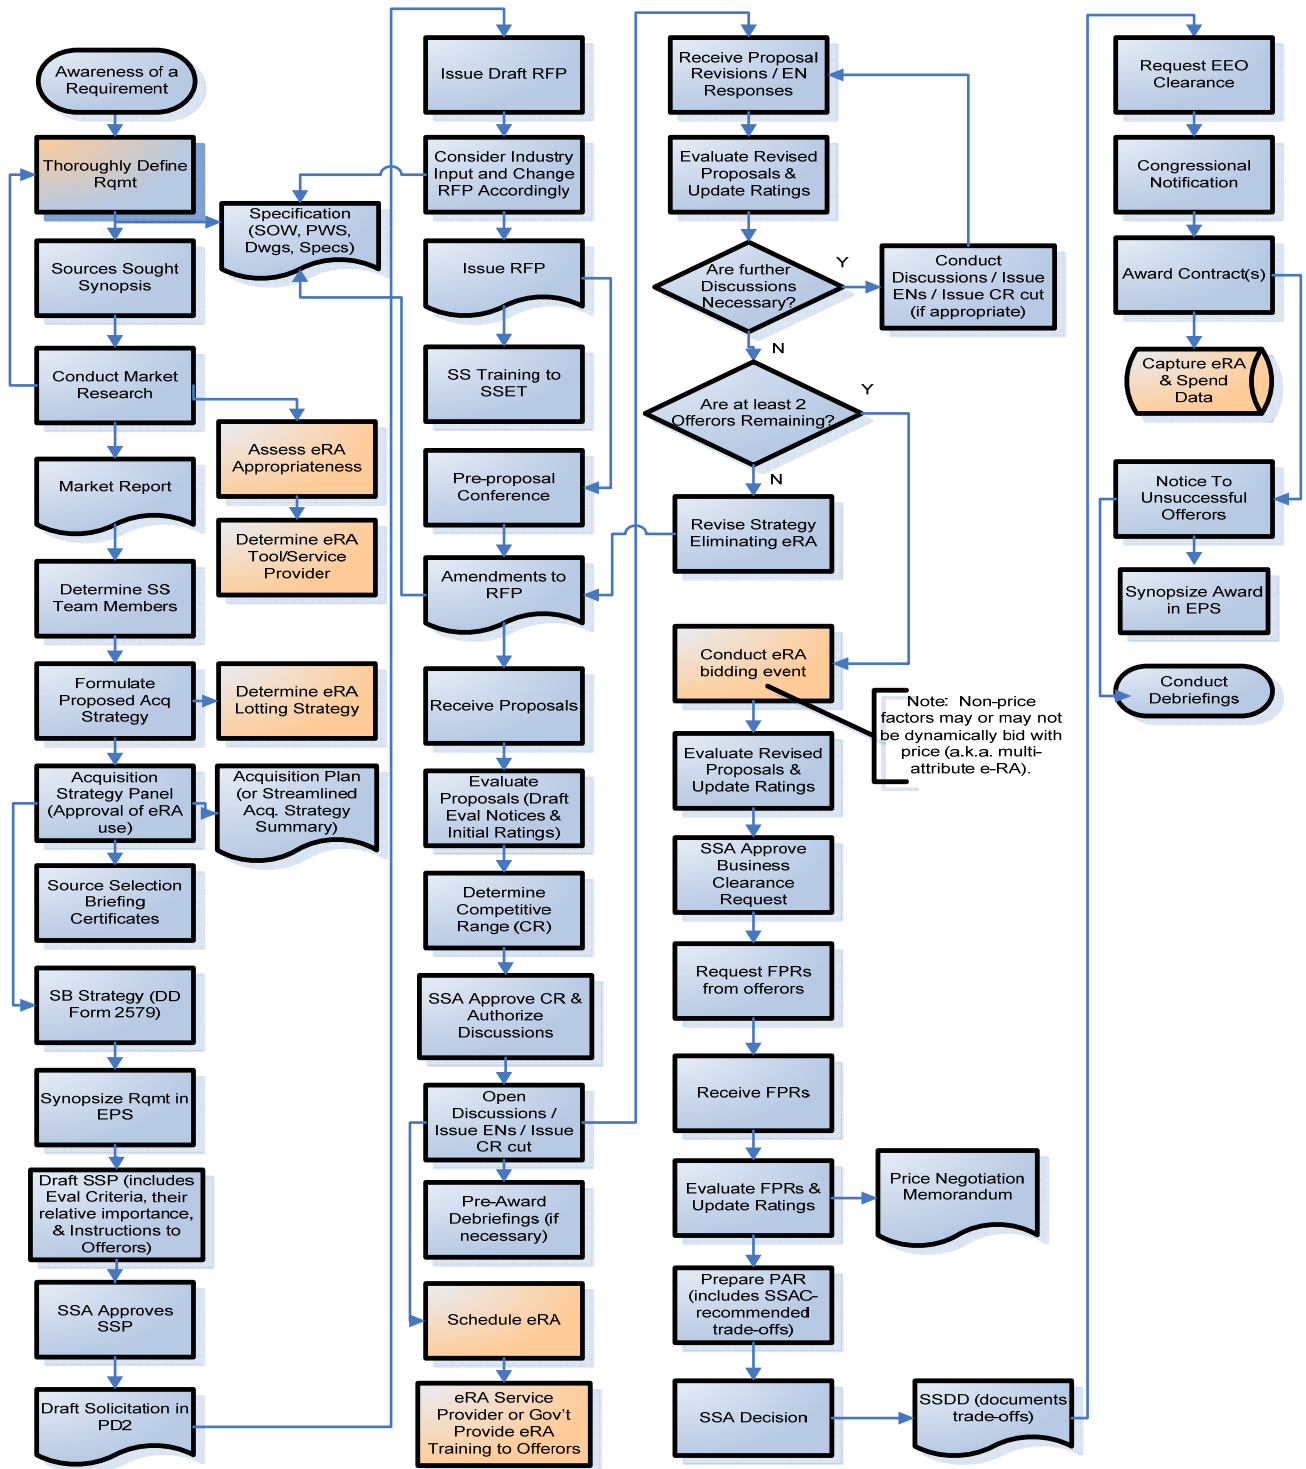 Awareness of a
Requirement
Thoroughly Define
Rqmt
Sources Sought
Synopsis
Conduct Market
Research
Market Report
Determine SS
Team Members
Formulate
Proposed Acq
Strategy
Acquisition
Strategy Panel
(Approval of eRA
use)
Source Selection
Briefing
Certificates
SB Strategy (DD
Form 2579)
Synopsize Rqmt in
EPS
Draft SSP (includes
Eval Criteria, their
relative importance,
& Instructions to
Offerors)
SSA Approves
SSP
Draft Solicitation in
PD2
Specification
(SOW, PWS,
Dwgs, Specs)
Assess eRA
Appropriateness
Determine eRA
Tool/Service
Provider
Determine eRA
Lotting Strategy
Acquisition Plan
(or Streamlined
Acq. Strategy
Summary)
Issue Draft RFP
Consider Industry
Input and Change
RFP Accordingly
Issue RFP
SS Training to
SSET
Pre-proposal
Conference
Amendments to
RFP
Receive Proposals
Evaluate
Proposals (Draft
Eval Notices &
Initial Ratings)
Determine
Competitive
Range (CR)
SSA Approve CR &
Authorize
Discussions
Open
Discussions /
Issue ENs / Issue
CR cut
Pre-Award
Debriefings (if
necessary)
Schedule eRA
eRA Service
Provider or Gov't
Provide eRA
Training to Offerors
Receive Proposal
Revisions / EN
Responses
Evaluate Revised
Proposals &
Update Ratings
Are further
Discussions
Necessary?
Y
Conduct
Discussions / Issue
ENs / Issue CR cut
(if appropriate)
N
Are at least 2
Offerors Remaining?
Y
N
Revise Strategy
Eliminating eRA
Conduct eRA
bidding event
Note: Non-price
factors may or may not
be dynamically bid with
price (a.k.a. multi-
attribute e-RA).
Evaluate Revised
Proposals &
Update Ratings
SSA Approve
Business
Clearance
Request
Request FPRs
from offerors
Receive FPRs
Evaluate FPRs &
Update Ratings
Price Negotiation
Memorandum
Prepare PAR
(includes SSAC-
recommended
trade-offs)
SSA Decision
SSDD (documents
trade-offs)
Request EEO
Clearance
Congressional
Notification
Award Contract(s)
Capture eRA
& Spend
Data
Notice To
Unsuccessful
Offerors
Synopsize Award
in EPS
Conduct
Debriefings